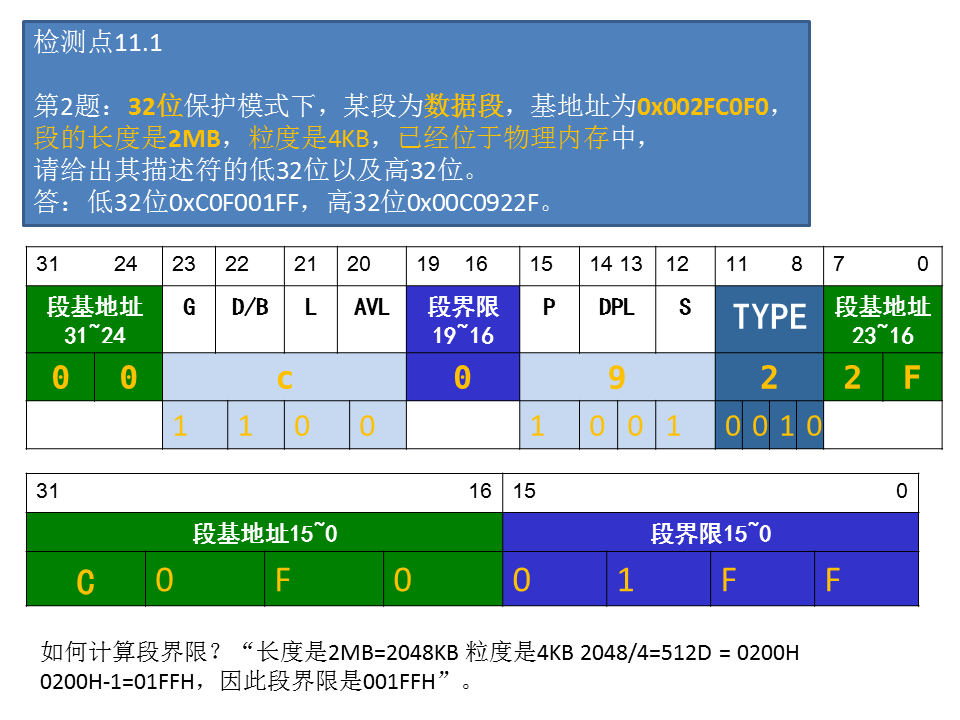 检测点11.1
第2题：32位保护模式下，某段为数据段，基地址为0x002FC0F0，
段的长度是2MB，粒度是4KB，已经位于物理内存中，
请给出其描述符的低32位以及高32位。
答：低32位0xC0F001FF，高32位0x00C0922F。
31 24 23 22 21 20 19 16 15 14 13 12 11 8 7 0
段基地址 G D/B L AVL 段界限 P DPL S TYPE 段基地址
31~24 19~16 23~16
0 0 c 0 9 2 2 F
1 1 0 0 1 0 0 1 0 0 1 0
31 16 15 0
段基地址15~0 段界限15~0
C 0 F 0 0 1 F F
如何计算段界限？“长度是2MB=2048KB 粒度是4KB 2048/4=512D = 0200H
0200H-1=01FFH，因此段界限是001FFH”。